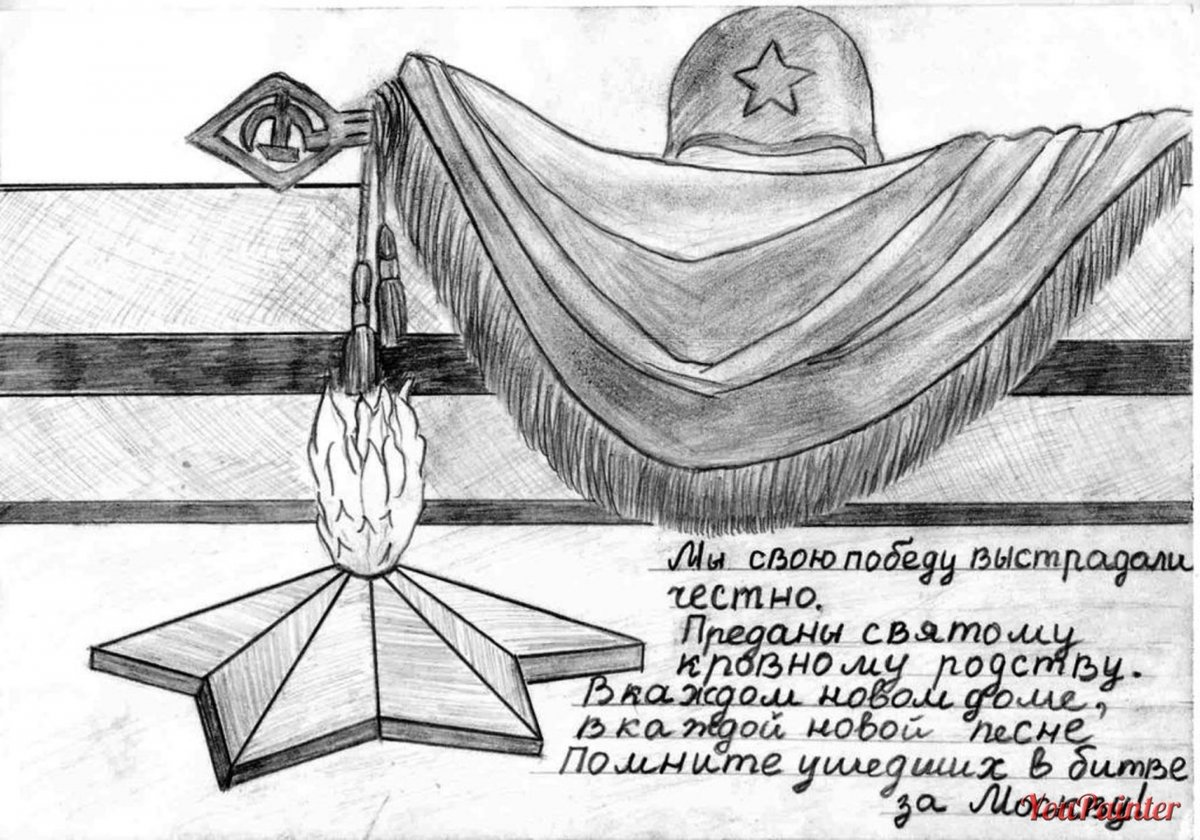 Мы свою победу выстрадали
честно.
Преданы святому
кровному родству.
В каждом новом доме,
в каждой новой песне
Помните ушедших в битве
за Москву!
YouPainter